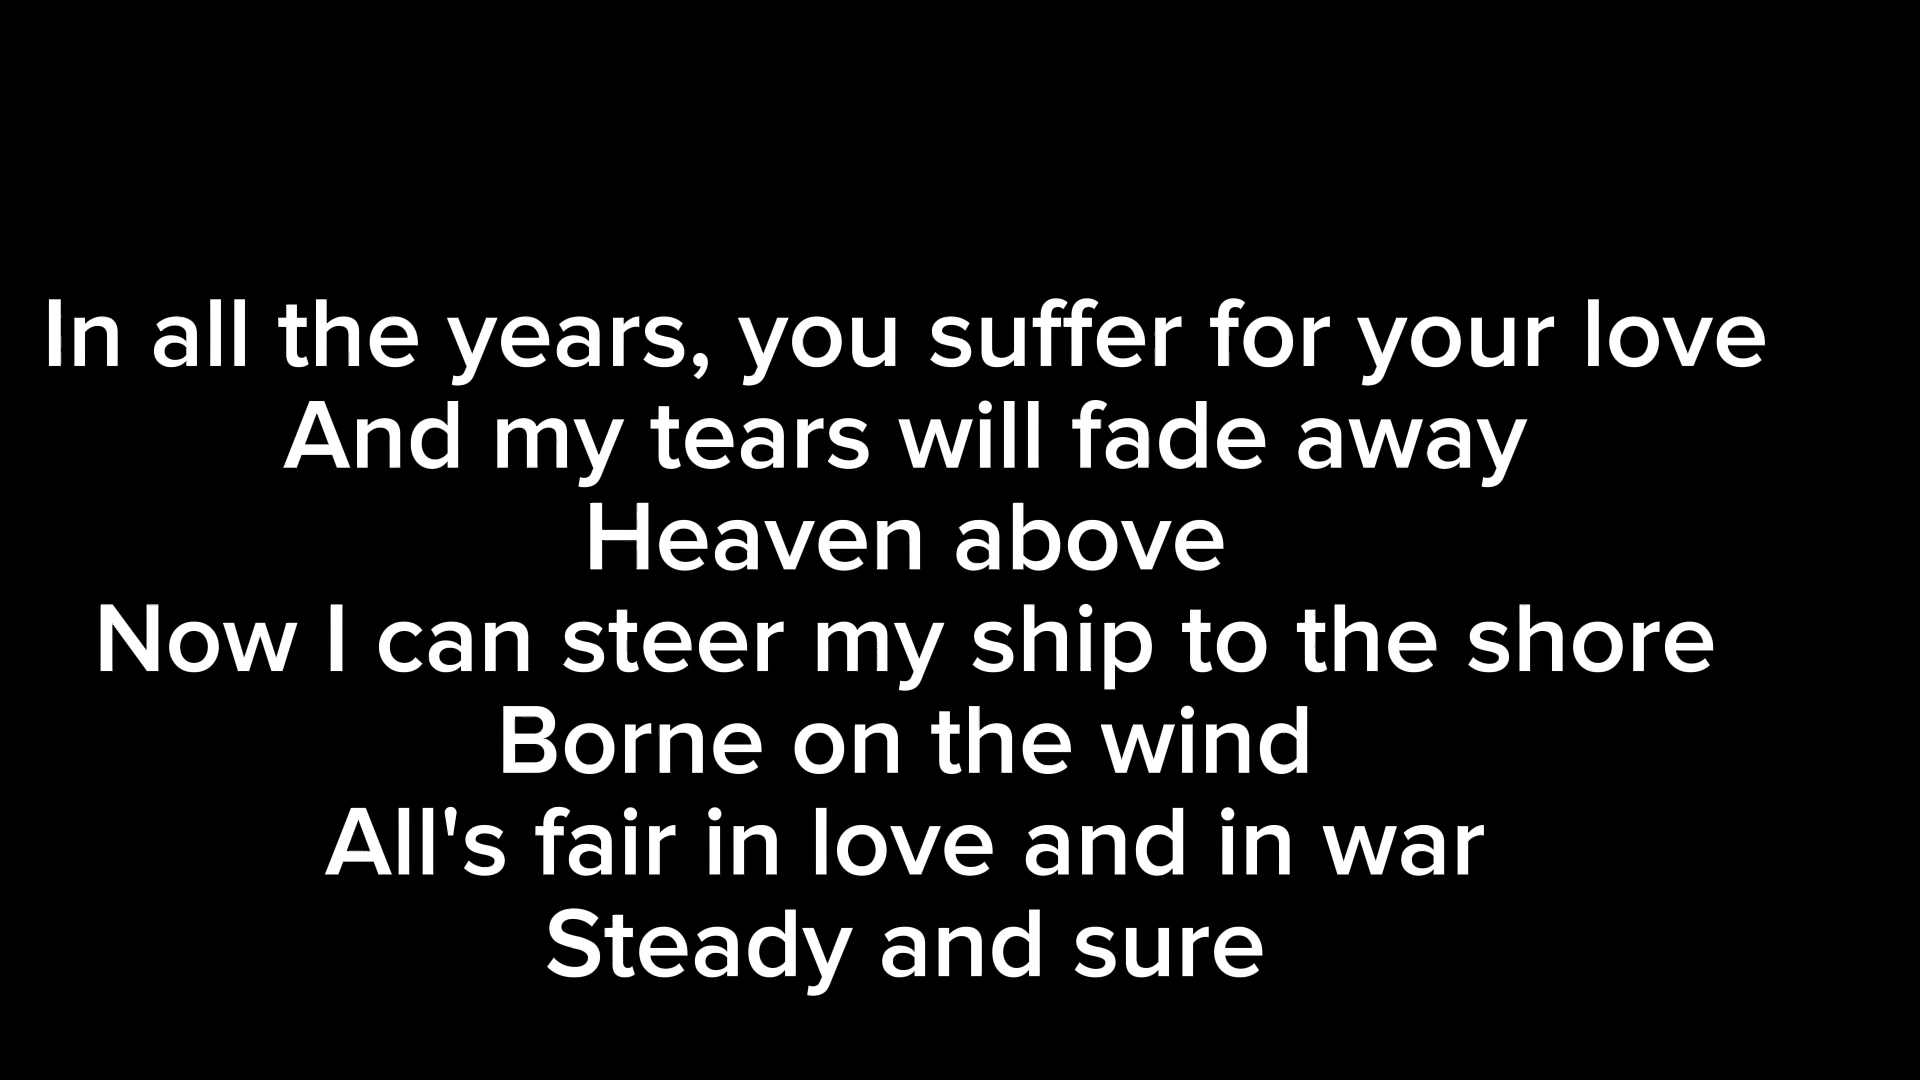 In all the years, you suffer for your love
And my tears will fade away
Heaven above
Now I can steer my ship to the shore
Borne on the wind
All's fair in love and in war
Steady and sure